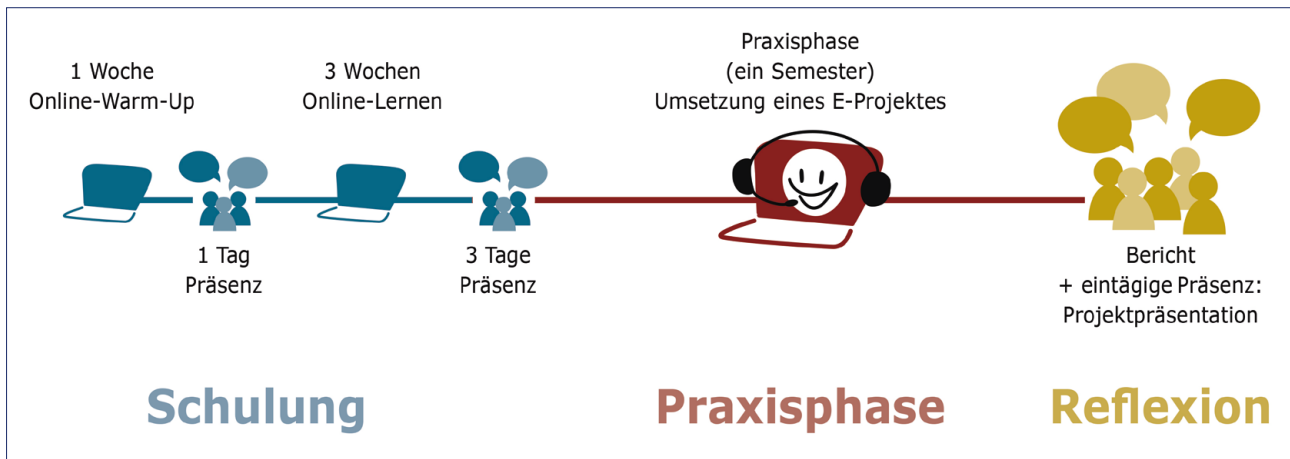 1 Woche
Online-Warm-Up
1 Tag
Präsenz
3 Wochen
Online-Lernen
3 Tage
Präsenz
Praxisphase
(ein Semester)
Umsetzung eines E-Projektes
Bericht
+ eintägige Präsenz:
Projektpräsentation
Schulung
Praxisphase
Reflexion